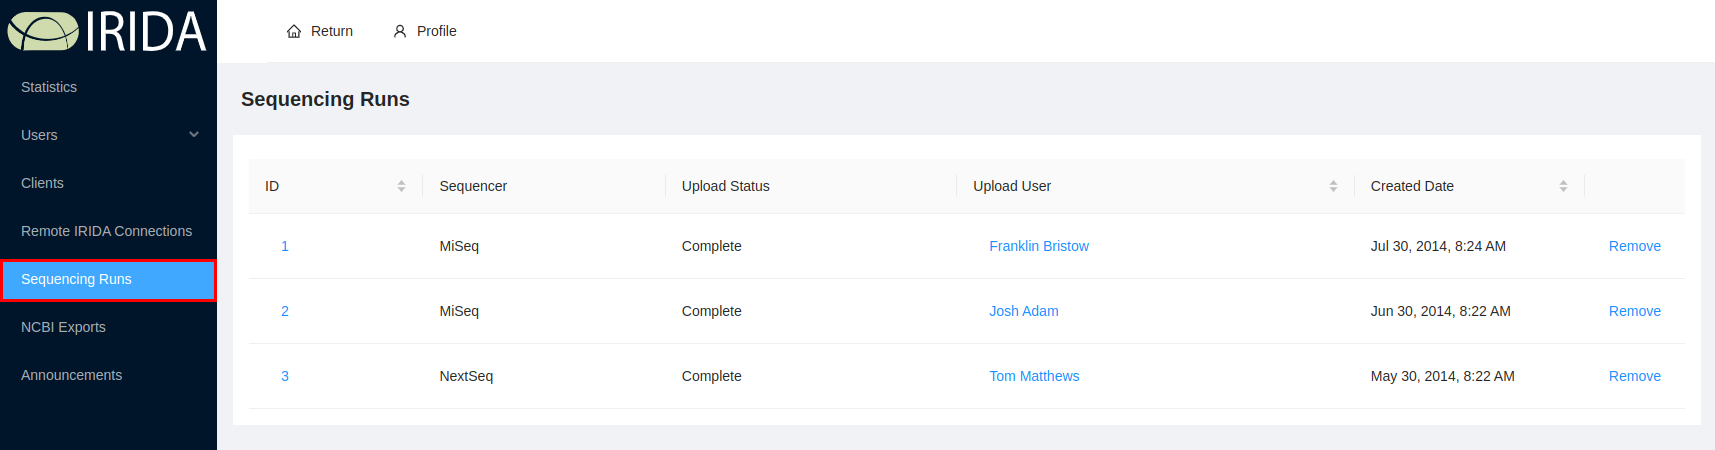 IRIDA
Return Profile
Statistics
Users
Clients
Remote IRIDA Connections
Sequencing Runs
NCBI Exports
Announcements
Sequencing Runs
ID Sequencer Upload Status Upload User Created Date
1 MiSeq Complete Franklin Bristow Jul 30, 2014, 8:24 AM Remove
2 MiSeq Complete Josh Adam Jun 30, 2014, 8:22 AM Remove
3 NextSeq Complete Tom Matthews May 30, 2014, 8:22 AM Remove